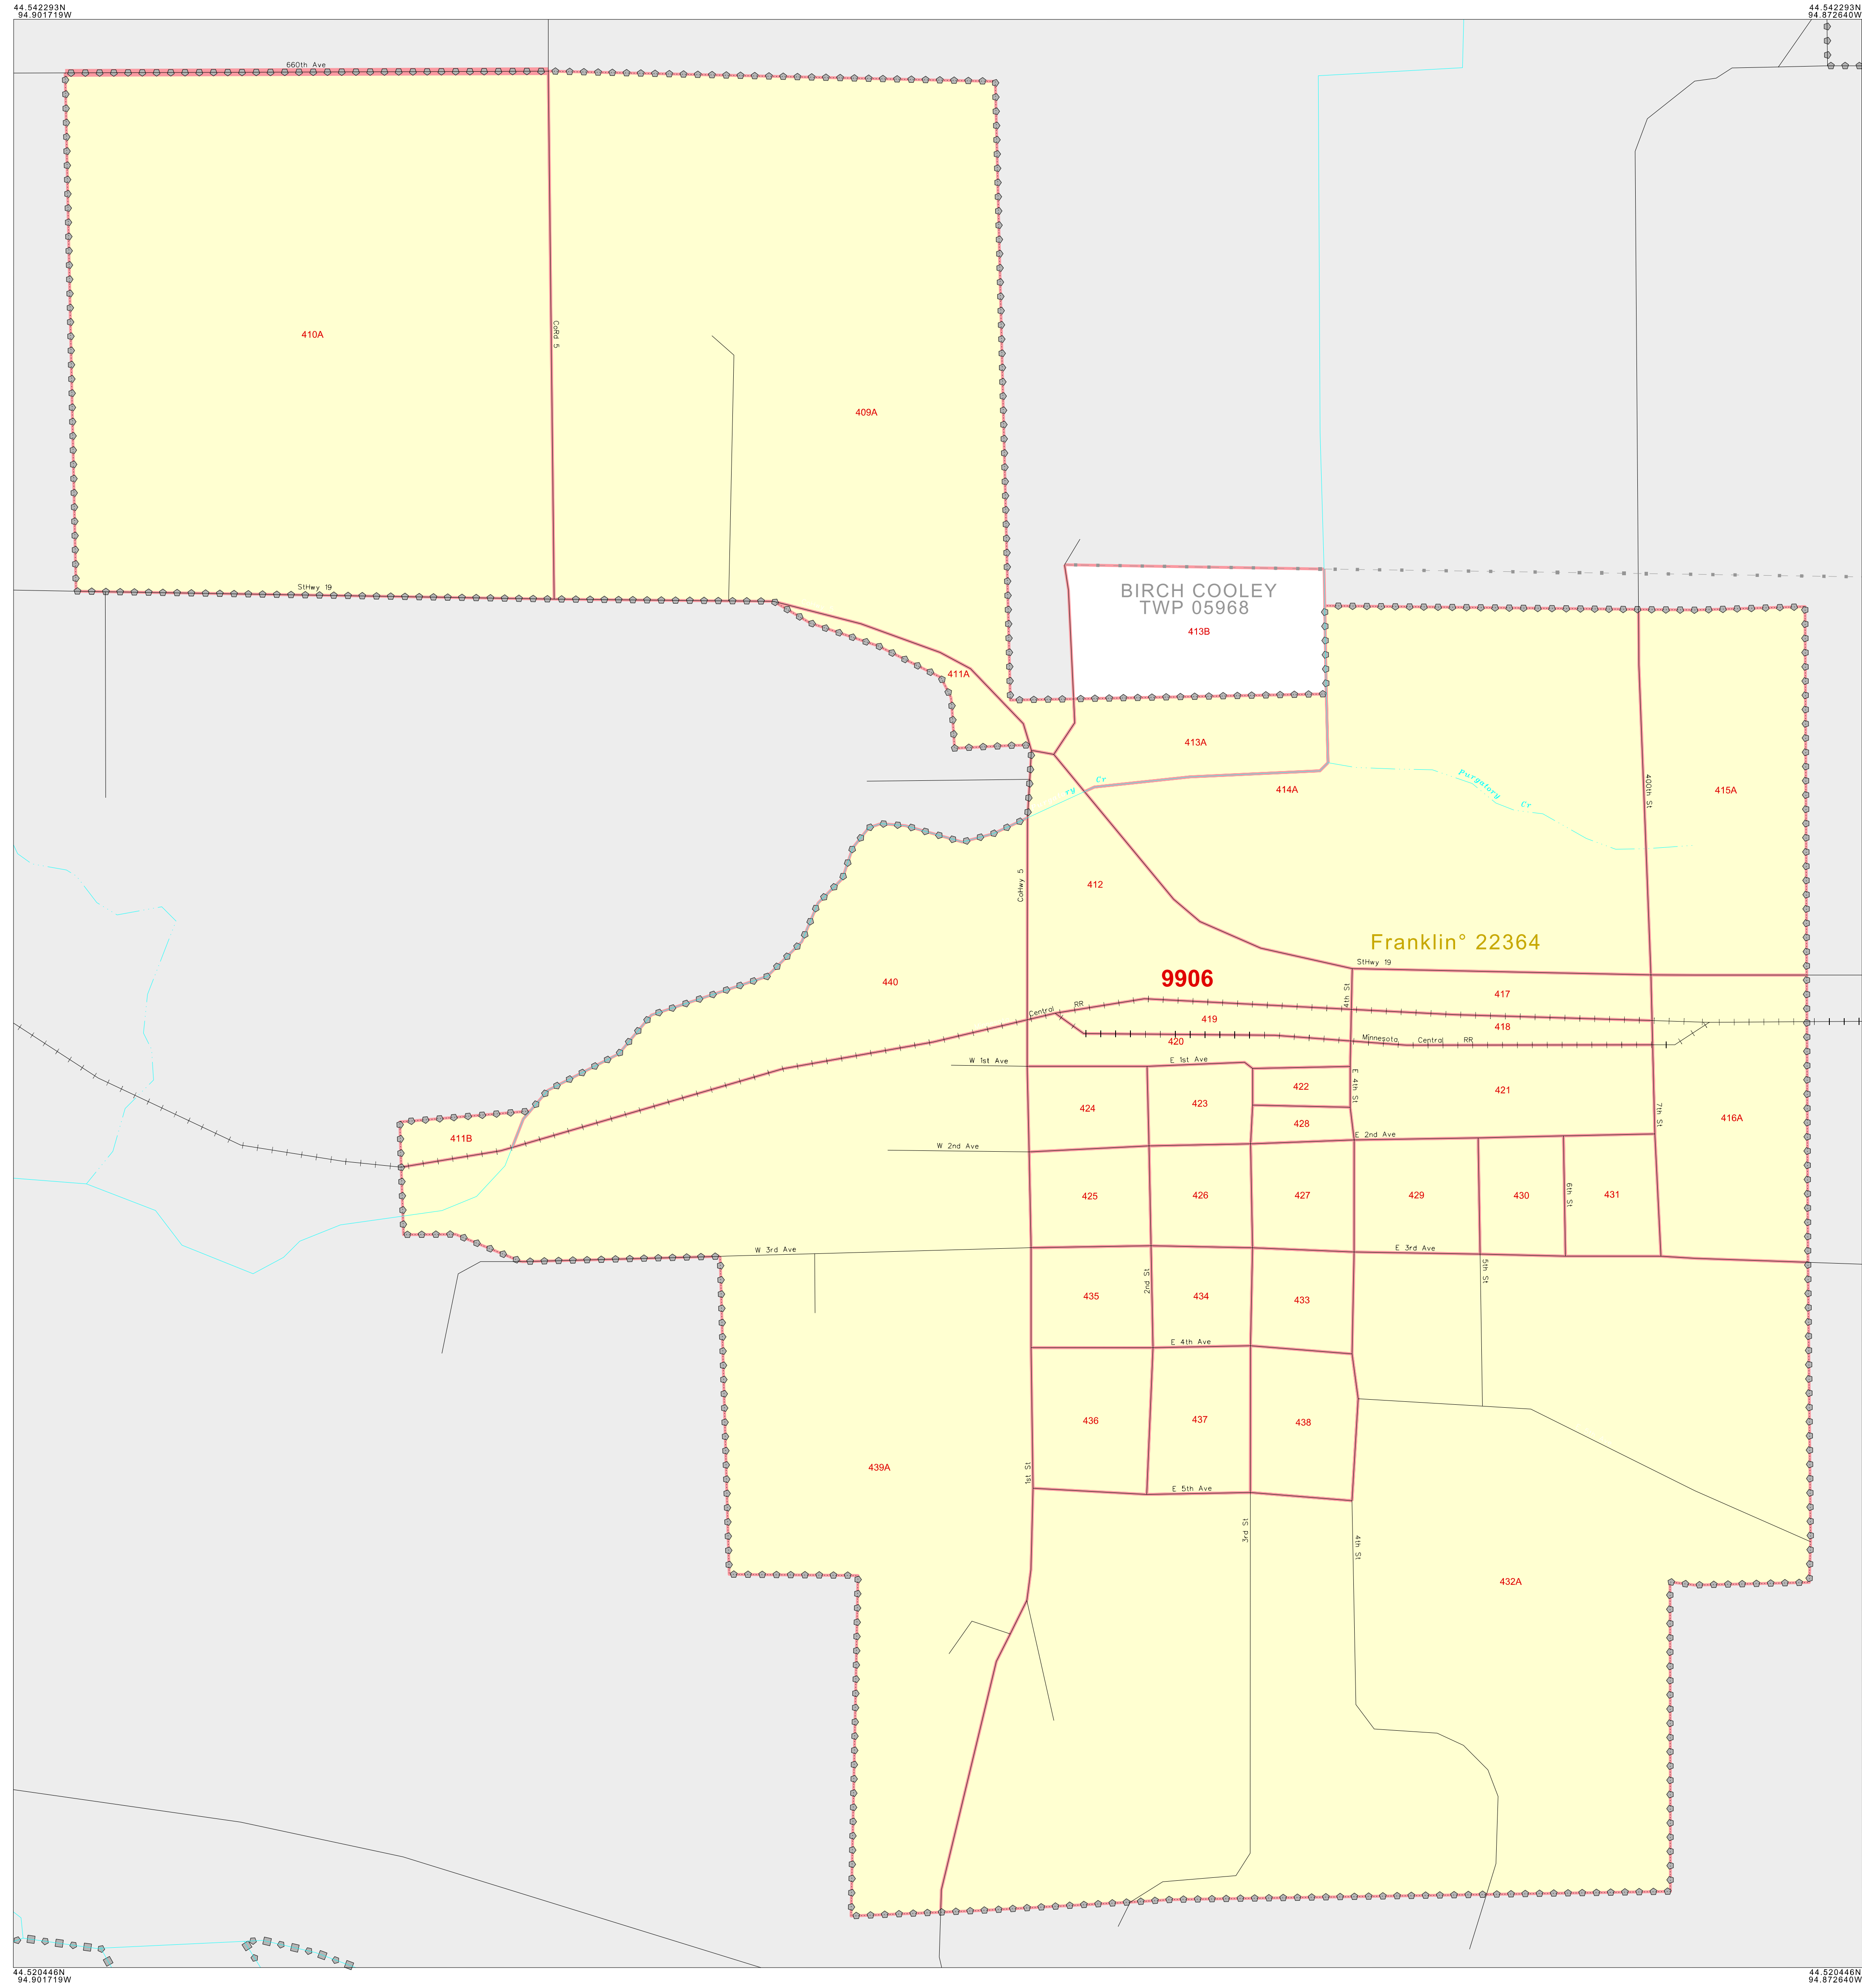 44.542293N
94.901719W
44.542293N
94.872640W
660th Ave
CoRd 5
410A
409A
StHwy 19
BIRCH COOLEY
TWP 05968
413B
411A
413A
ry Cr
414A
Purgatory Cr
400th St
415A
CoHwy 5
412
Franklin° 22364
StHwy 19
440
9906
4th St
417
Central RR
419
418
420
Minnesota Central RR
W 1st Ave
E 1st Ave
422
E 4th St
421
424
423
428
7th St
416A
411B
W 2nd Ave
E 2nd Ave
425
426
427
429
430
6th St
431
W 3rd Ave
E 3rd Ave
2nd St
5th St
435
434
433
E 4th Ave
436
437
438
439A
1st St
E 5th Ave
3rd St
4th St
432A
44.520446N
94.901719W
44.520446N
94.872640W